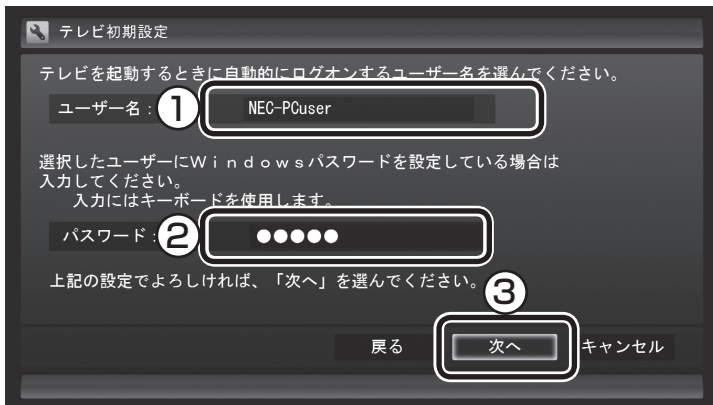 テレビ初期設定
テレビを起動するときに自動的にログオンするユーザー名を選んでください。
ユーザー名： ① NEC-PCuser
選択したユーザーにＷｉｎｄｏｗｓパスワードを設定している場合は
入力してください。
入力にはキーボードを使用します。
パスワード： ② ●●●●●
上記の設定でよろしければ、「次へ」を選んでください。
③
戻る 次へ キャンセル